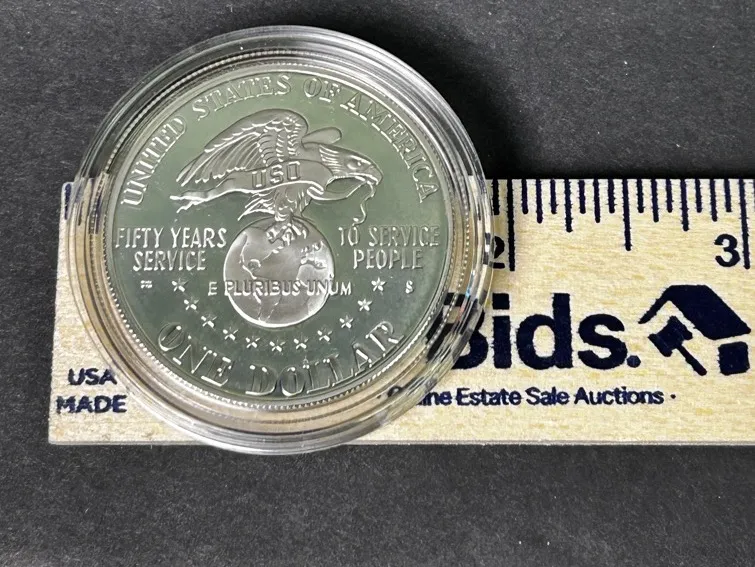 UNITED STATES OF AMERICA
USO
FIFTY YEARS
SERVICE
TO SERVICE
PEOPLE
E PLURIBUS UNUM
S
ONE DOLLAR
2
3
Bids.
USA
MADE
Estate Sale Auctions